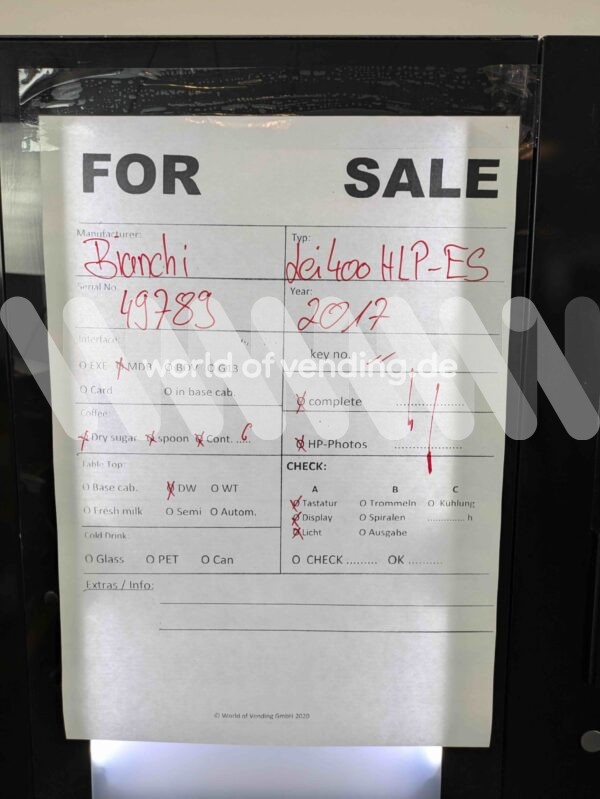 FOR SALE
Manufacturer: Typ:
Bianchi Lei400 HLP-ES
Serial No. Year:
49789 2017
Interface: key no.
O EXE O MDB O BDV O G13
world of vending.de
O Card O in base cab. O complete ..............
Coffee:
O Dry sugar O spoon O Cont. .... 6 O HP-Photos ..............
Table Top: CHECK:
O Base cab. O DW O WT A B C
O Tastatur O Trommeln O Kühlung
O Fresh milk O Semi O Autom. O Display O Spiralen .............. h
Cold Drink: O Licht O Ausgabe
O Glass O PET O Can O CHECK ......... OK ..........
Extras / Info:
© World of Vending GmbH 2020